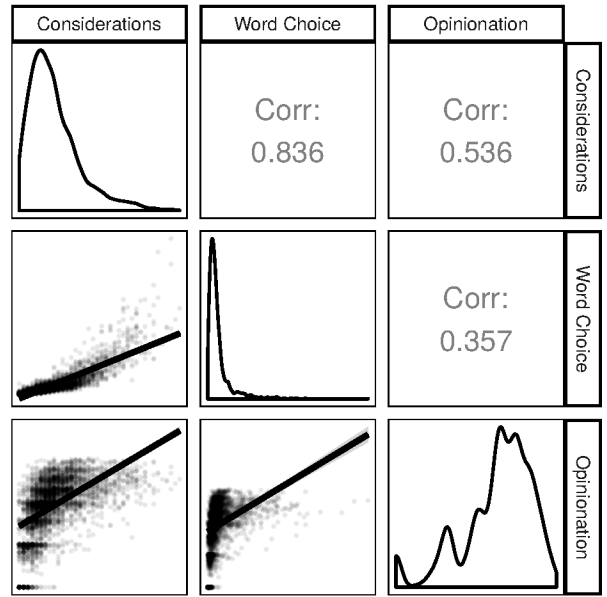 Considerations
Word Choice
Opinionation
Corr:
0.836
Corr:
0.536
Considerations
Corr:
0.357
Word Choice
Opinionation